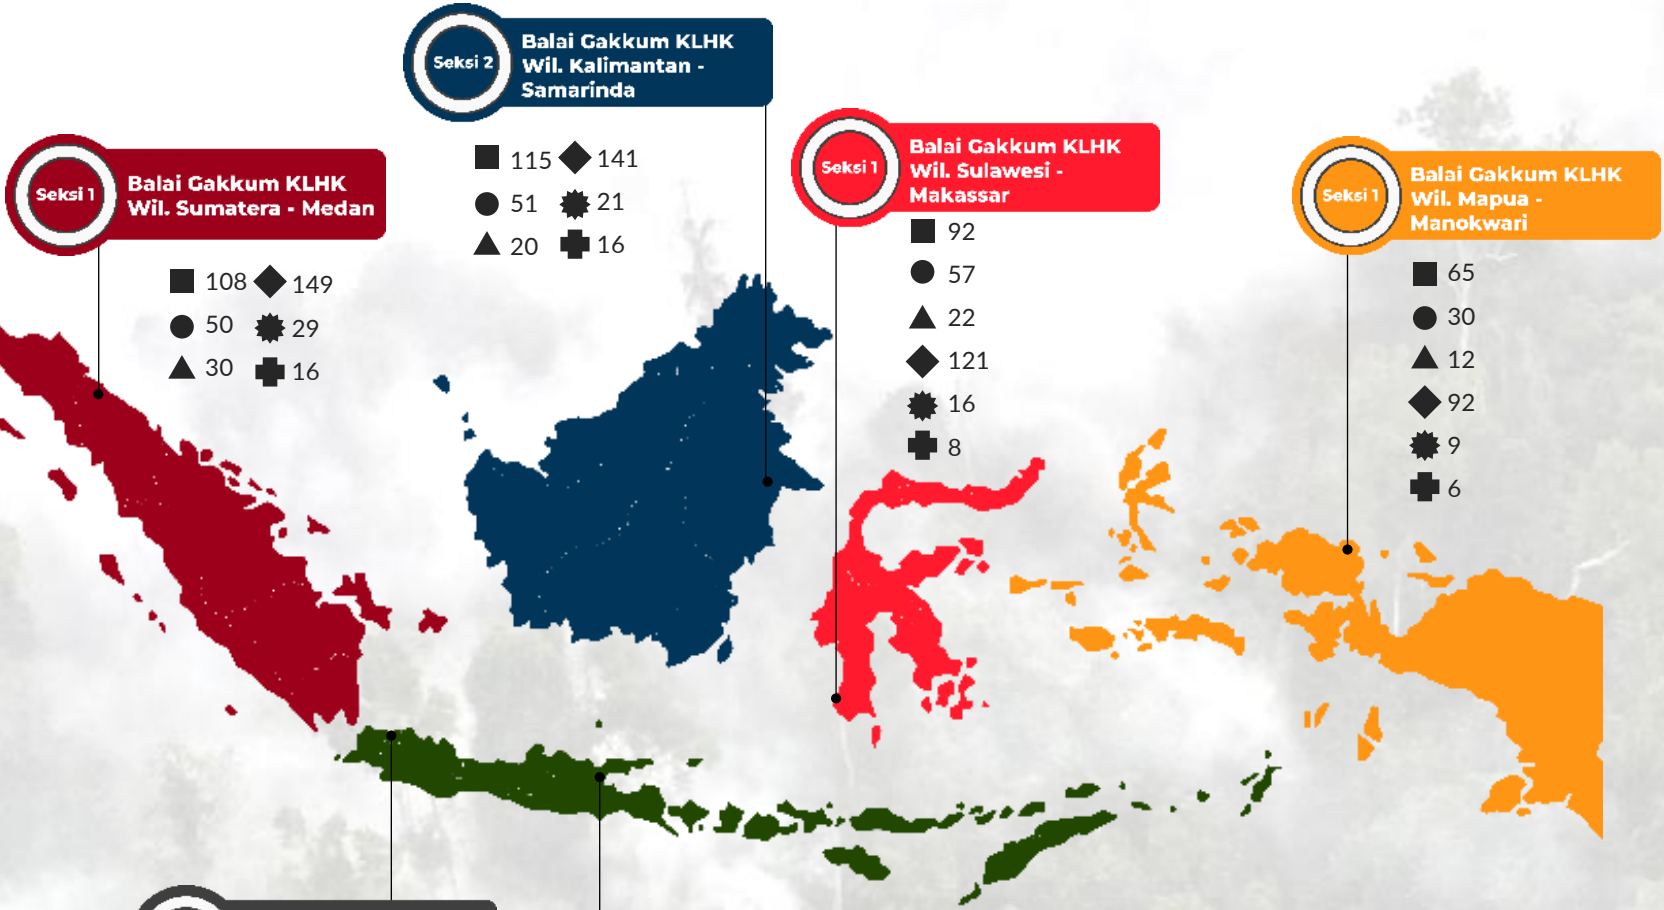 Seksi 2
Balai Gakkum KLHK
Wil. Kalimantan -
Samarinda
115 141
51 21
20 16
Seksi 1
Balai Gakkum KLHK
Wil. Sumatera - Medan
108 149
50 29
30 16
Seksi 1
Balai Gakkum KLHK
Wil. Sulawesi -
Makassar
92
57
22
121
16
8
Seksi 1
Balai Gakkum KLHK
Wil. Mapua -
Manokwari
65
30
12
92
9
6